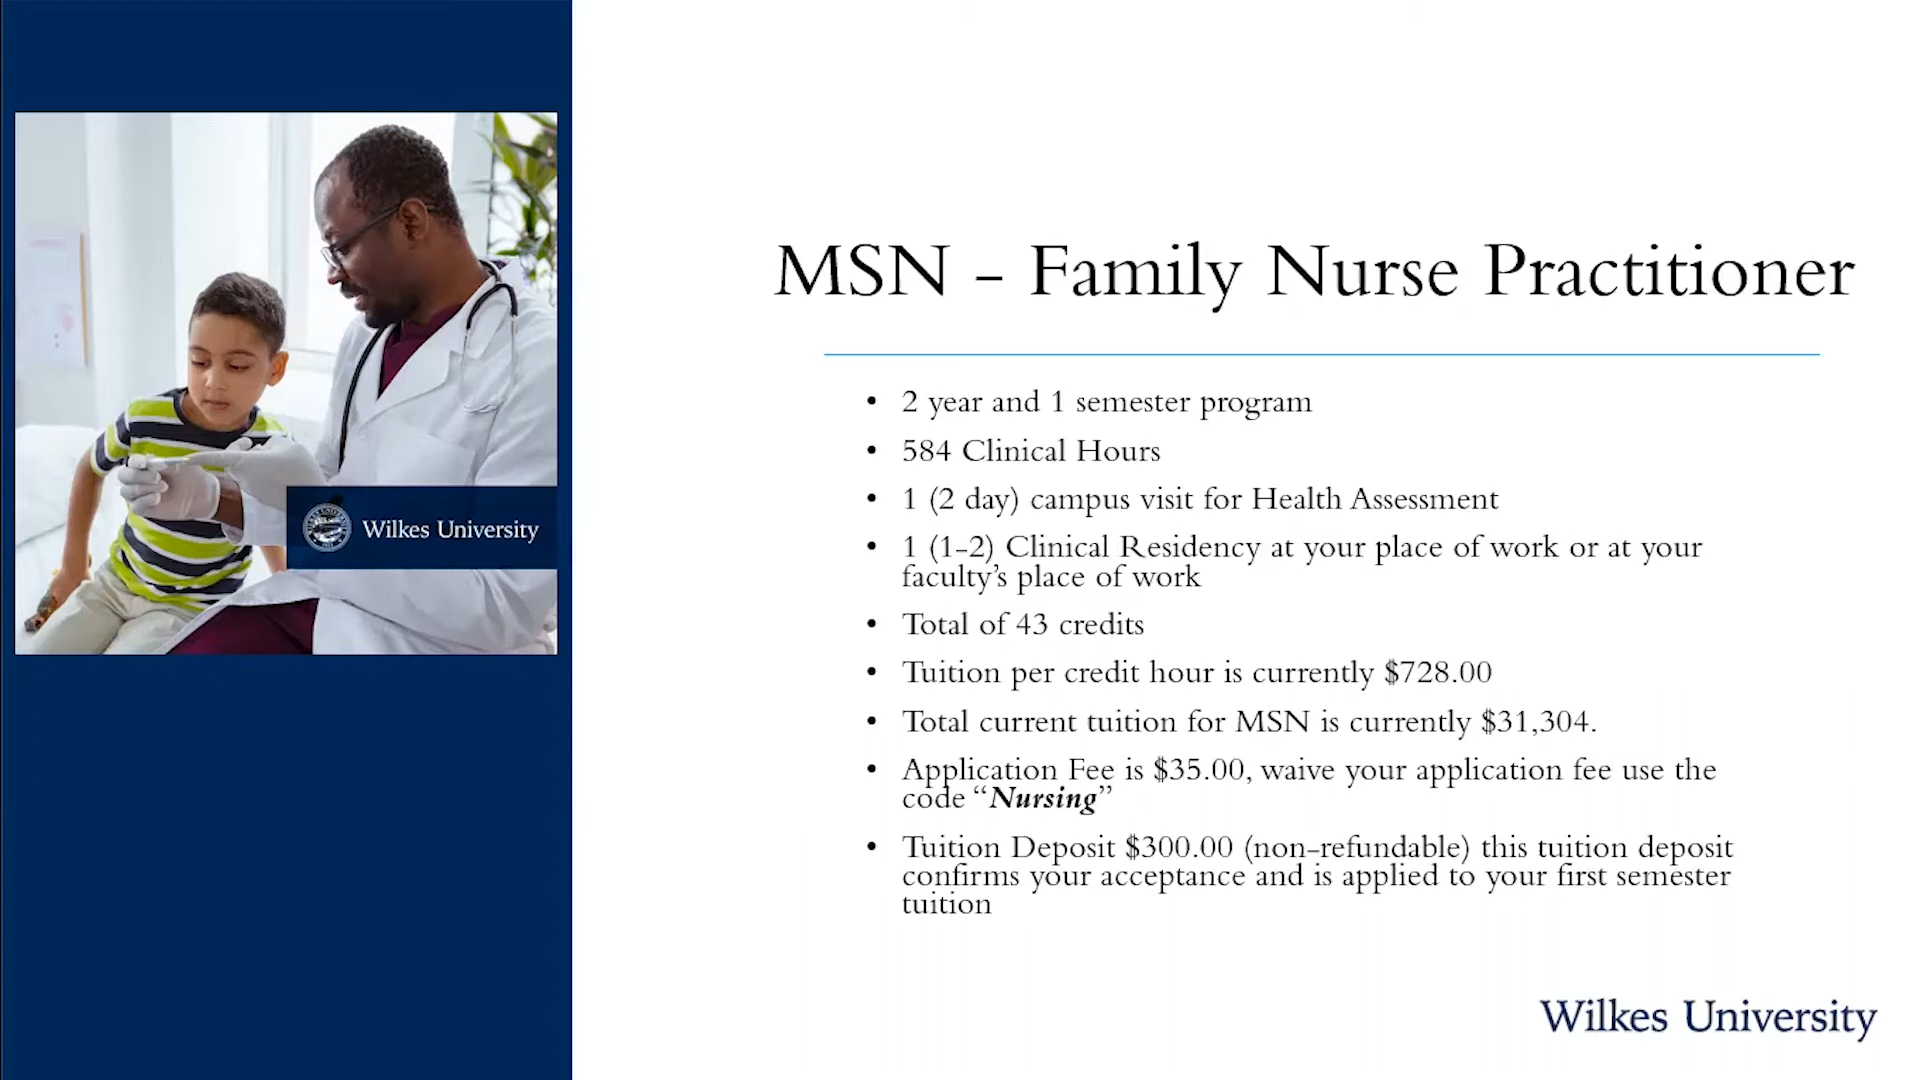 MSN - Family Nurse Practitioner
• 2 year and 1 semester program
• 584 Clinical Hours
• 1 (2 day) campus visit for Health Assessment
• 1 (1-2) Clinical Residency at your place of work or at your
faculty’s place of work
• Total of 43 credits
• Tuition per credit hour is currently $728.00
• Total current tuition for MSN is currently $31,304.
• Application Fee is $35.00, waive your application fee use the
code “Nursing”
• Tuition Deposit $300.00 (non-refundable) this tuition deposit
confirms your acceptance and is applied to your first semester
tuition
Wilkes University
Wilkes University